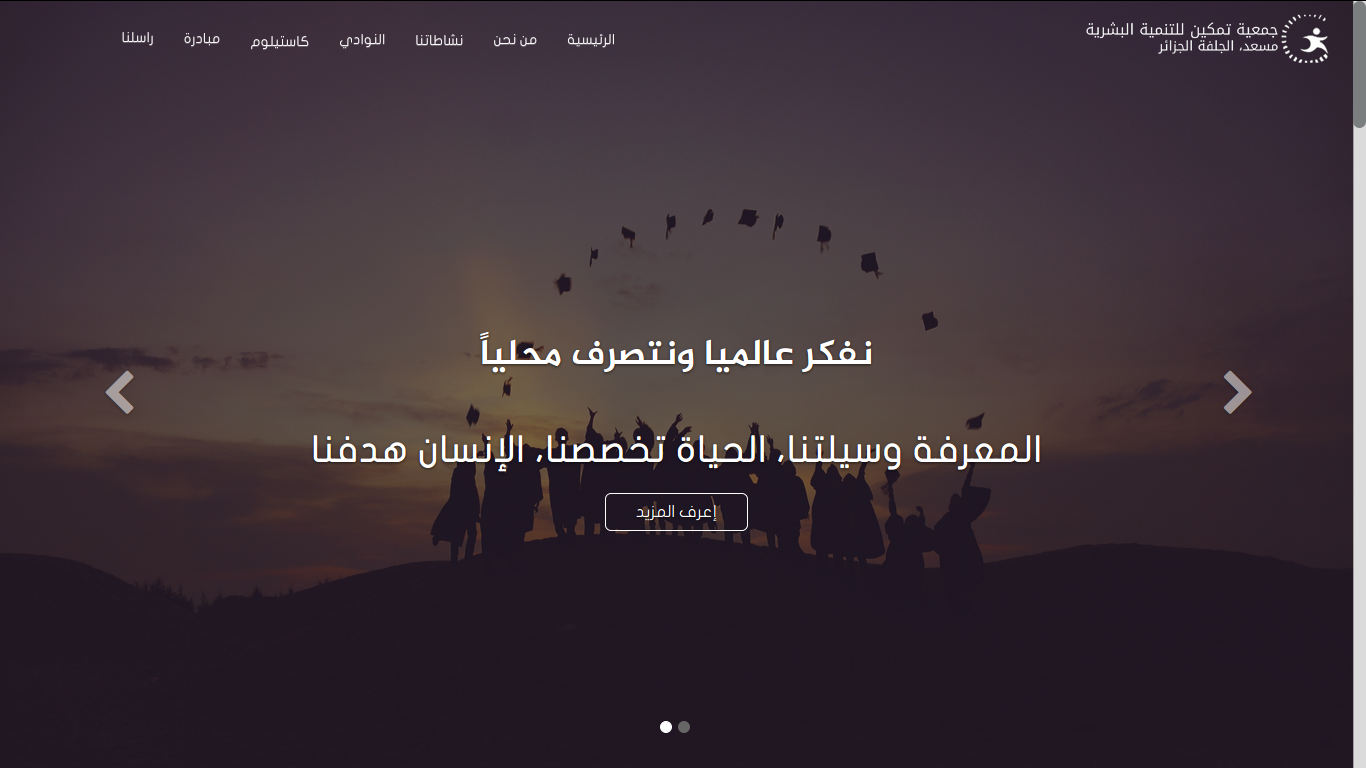 جمعية تمكين للتنمية البشرية
مسعد، الجلفة الجزائر
الرئيسية
من نحن
نشاطاتنا
النوادي
كاستيلوم
مبادرة
راسلنا
نفكر عالميا ونتصرف محلياً
المعرفة وسيلتنا، الحياة تخصصنا، الإنسان هدفنا
إعرف المزيد